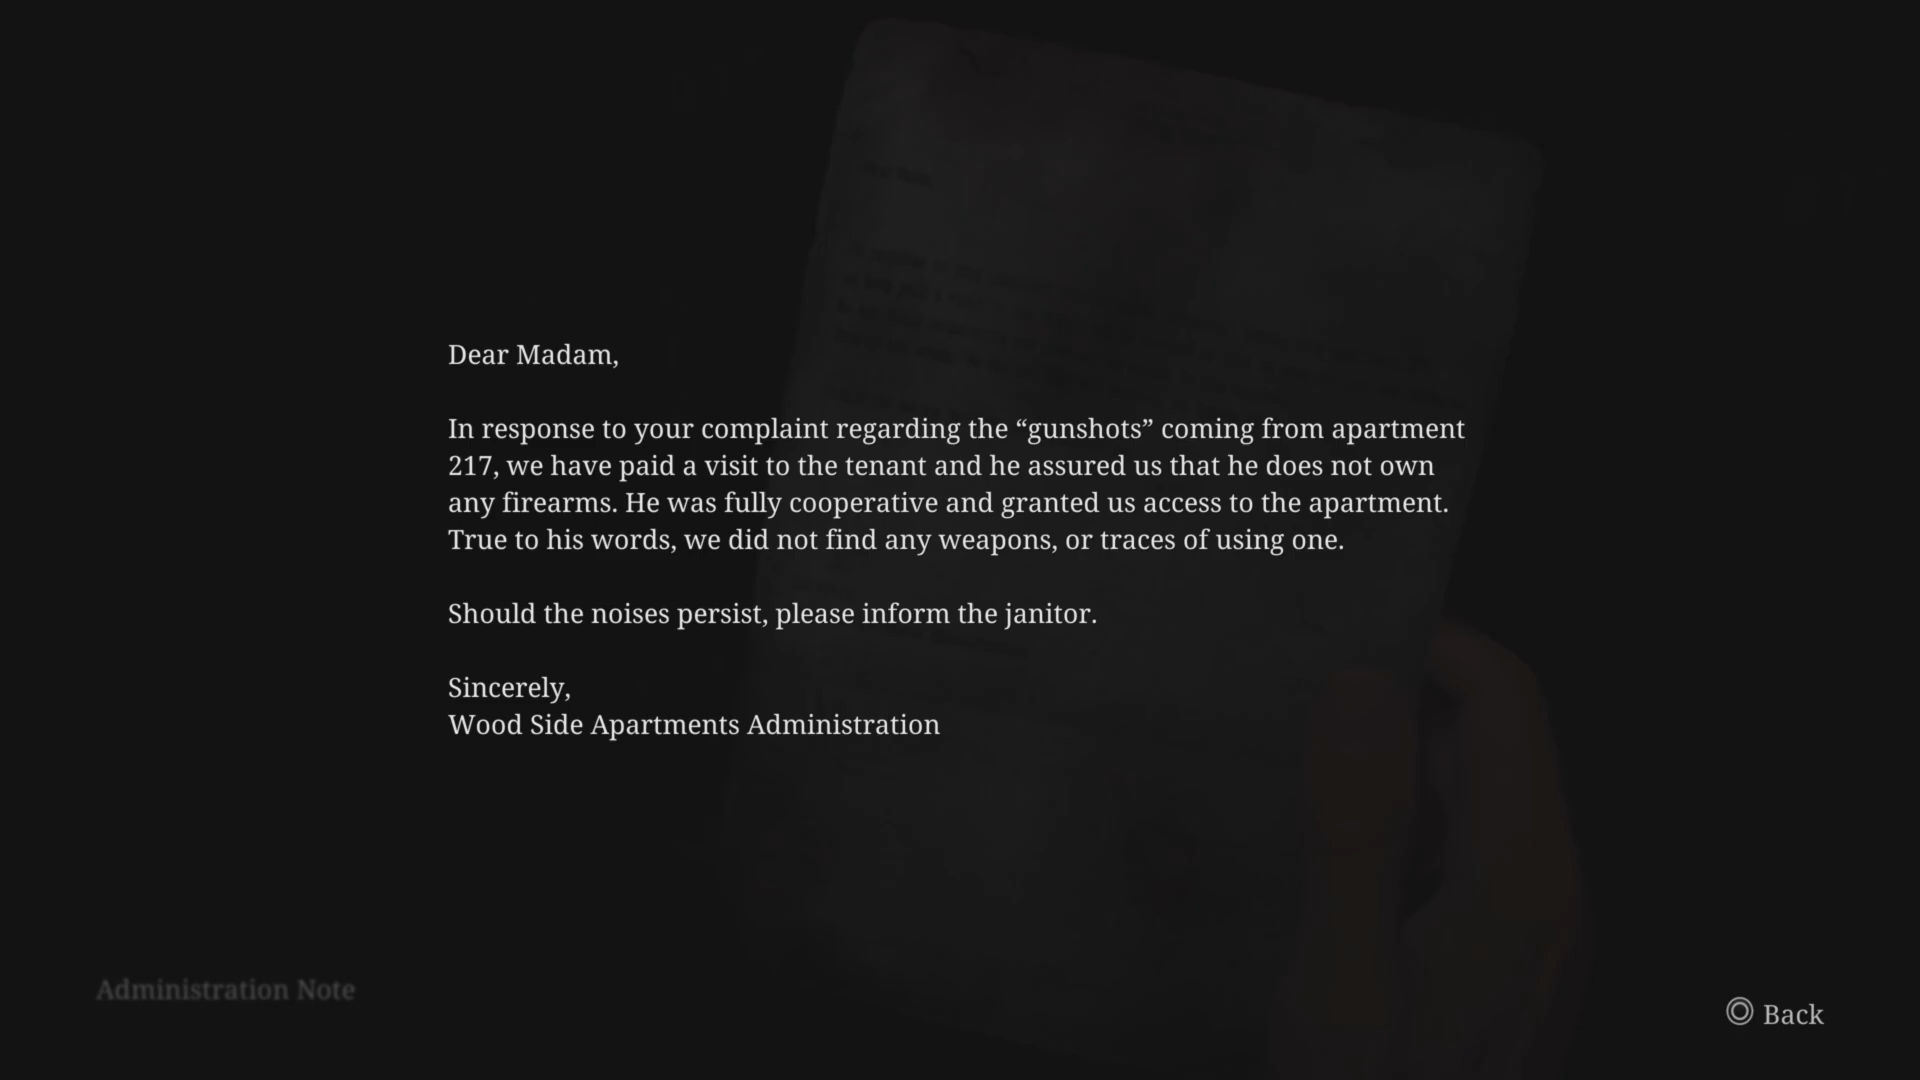 Dear Madam,
In response to your complaint regarding the “gunshots” coming from apartment
217, we have paid a visit to the tenant and he assured us that he does not own
any firearms. He was fully cooperative and granted us access to the apartment.
True to his words, we did not find any weapons, or traces of using one.
Should the noises persist, please inform the janitor.
Sincerely,
Wood Side Apartments Administration
Administration Note
Back